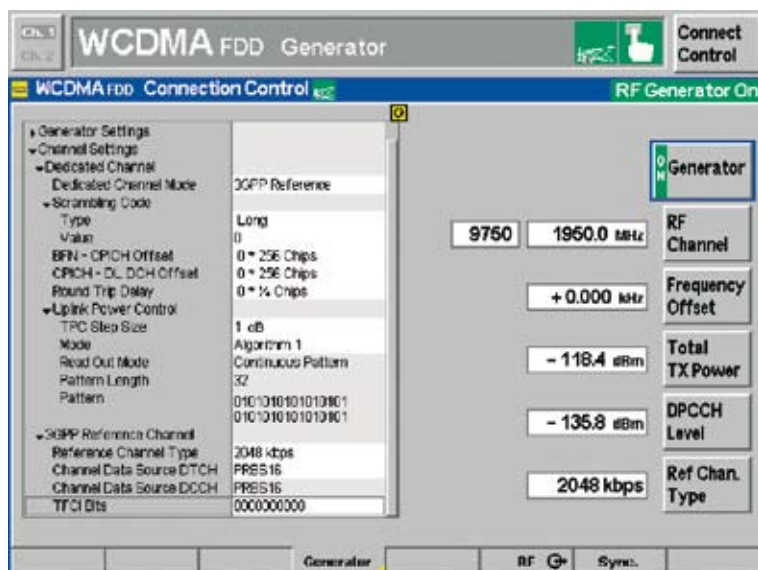 Ch. 1
Ch. 2
WCDMA FDD Generator
Connect
Control
WCDMA FDD Connection Control
RF Generator On
Generator Settings
Channel Settings
Dedicated Channel
Dedicated Channel Mode 3GPP Reference
Scrambling Code
Type Long
Value 0
BFN - CPICH Offset 0 * 256 Chips
CPICH - DL DCH Offset 0 * 256 Chips
Round Trip Delay 0 * ¼ Chips
Uplink Power Control
TPC Step Size 1 dB
Mode Algorithm 1
Read Out Mode Continuous Pattern
Pattern Length 32
Pattern 0101010101010101
0101010101010101
3GPP Reference Channel
Reference Channel Type 2048 kbps
Channel Data Source DTCH PRBS16
Channel Data Source DCCH PRBS16
TFCI Bits 0000000000
ON Generator
9750 1950.0 MHz RF
Channel
+ 0.000 kHz Frequency
Offset
- 118.4 dBm Total
TX Power
- 135.8 dBm DPCCH
Level
2048 kbps Ref Chan.
Type
Generator RF Sync.